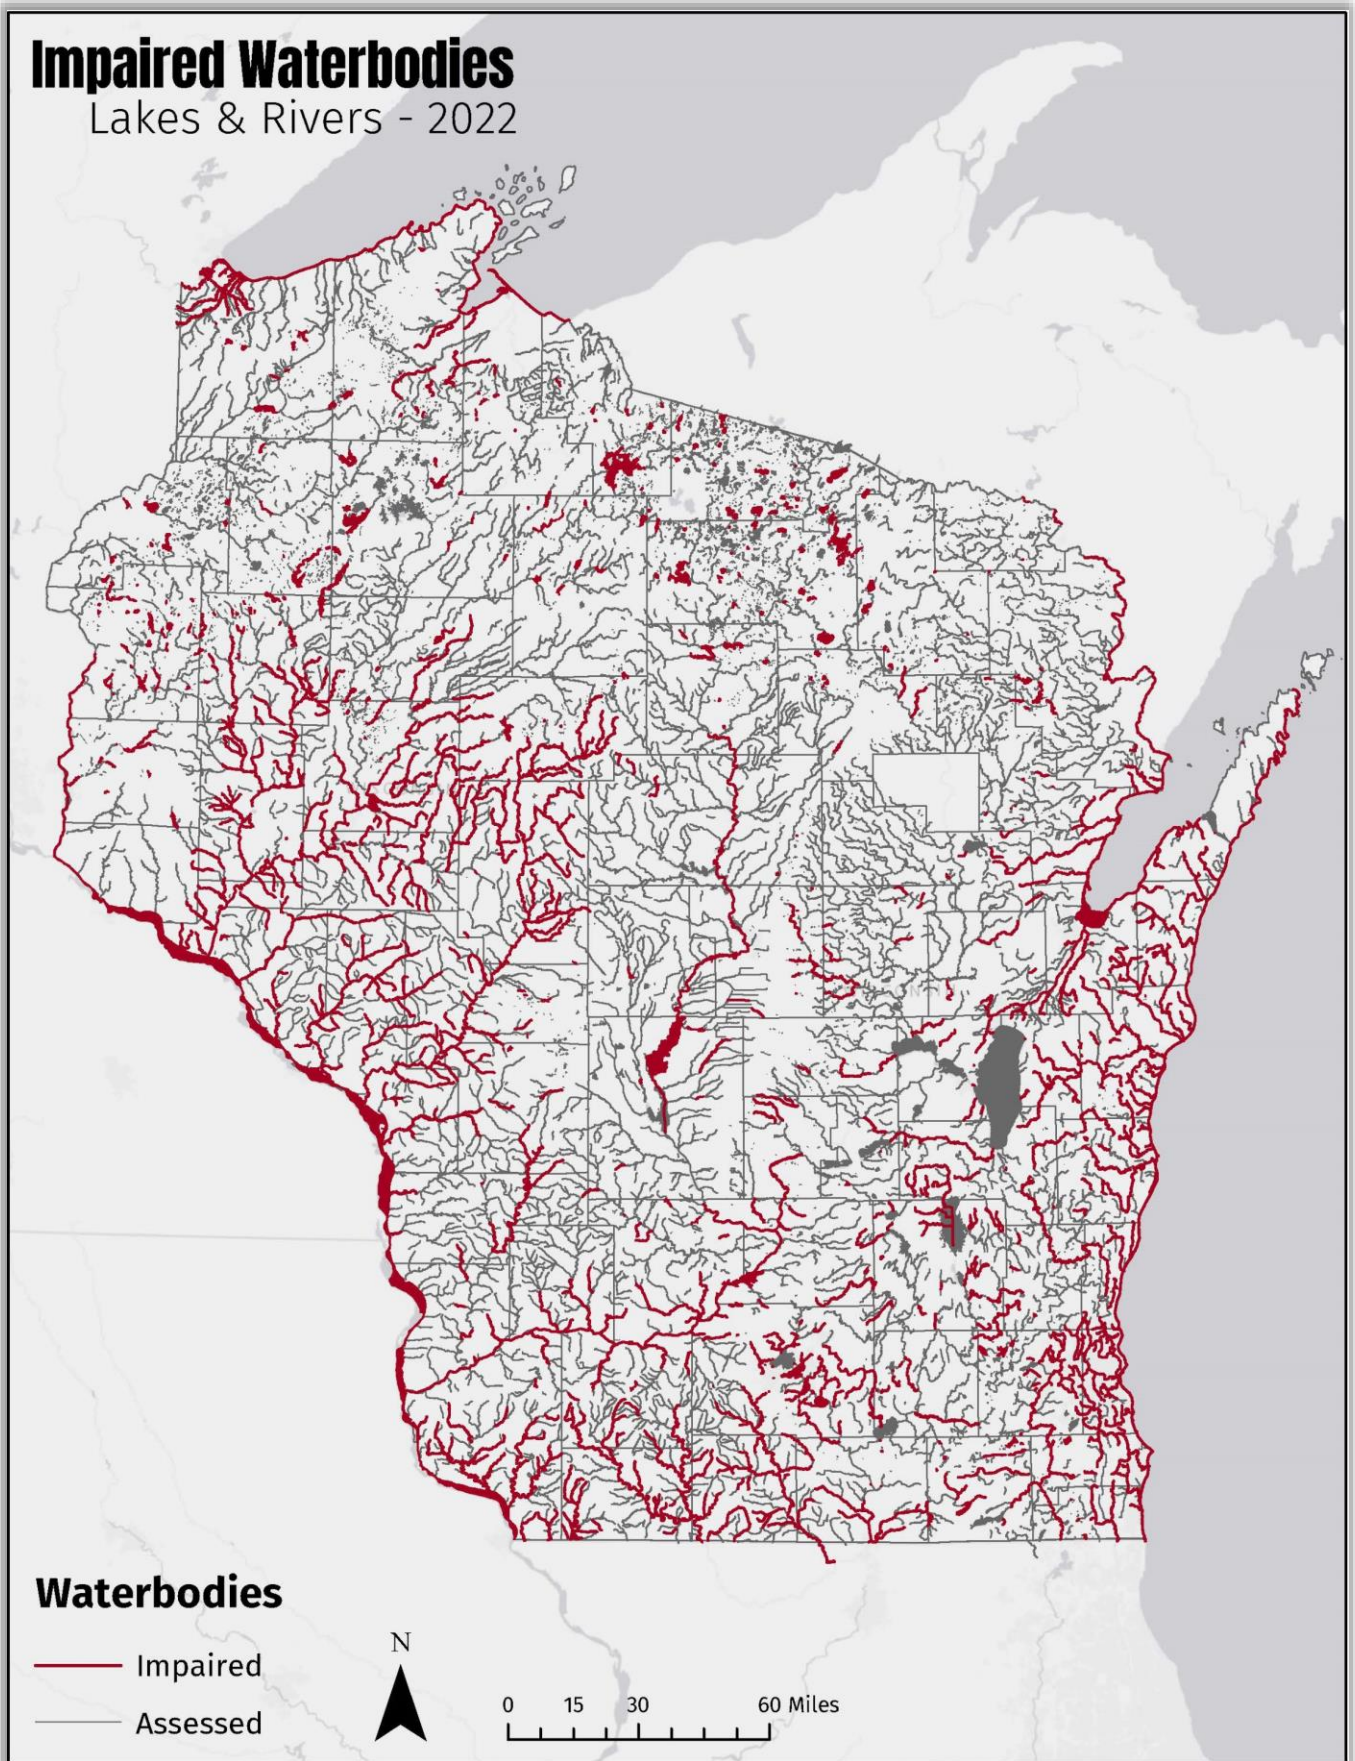 Impaired Waterbodies
Lakes & Rivers - 2022
Waterbodies
Impaired
Assessed
N
0 15 30 60 Miles